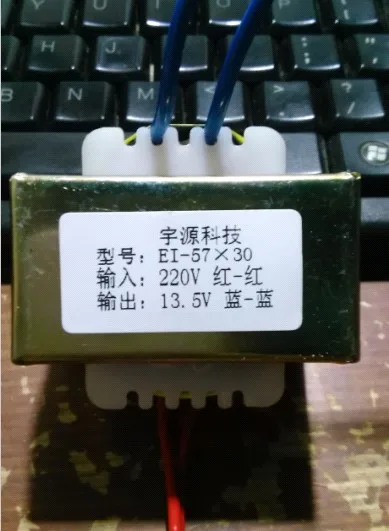 Y U I O P
H J K L
B N M
宇源科技
型号: EI-57×30
输入: 220V 红-红
输出: 13.5V 蓝-蓝